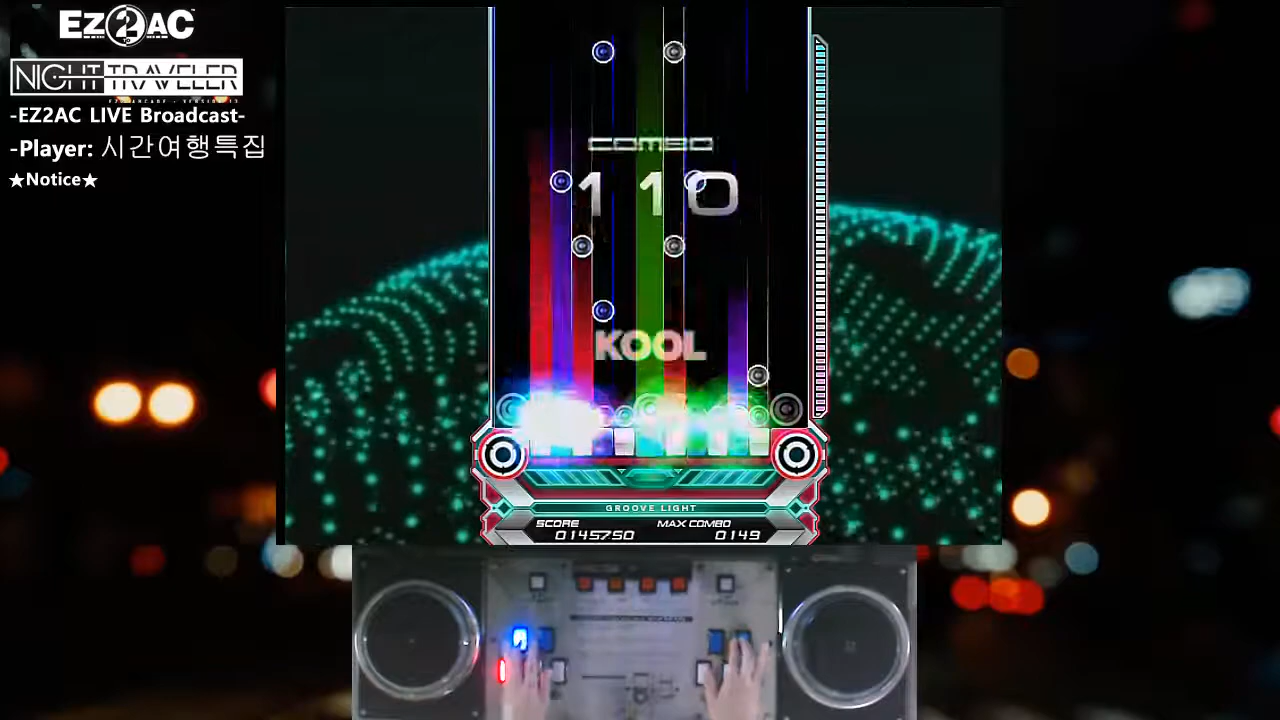 EZ2AC
NIGHT TRAVELER
-EZ2AC LIVE Broadcast-
-Player: 시간여행특집
★Notice★
COMBO
110
KOOL
GROOVE LIGHT
SCORE MAX COMBO
0145750 0149